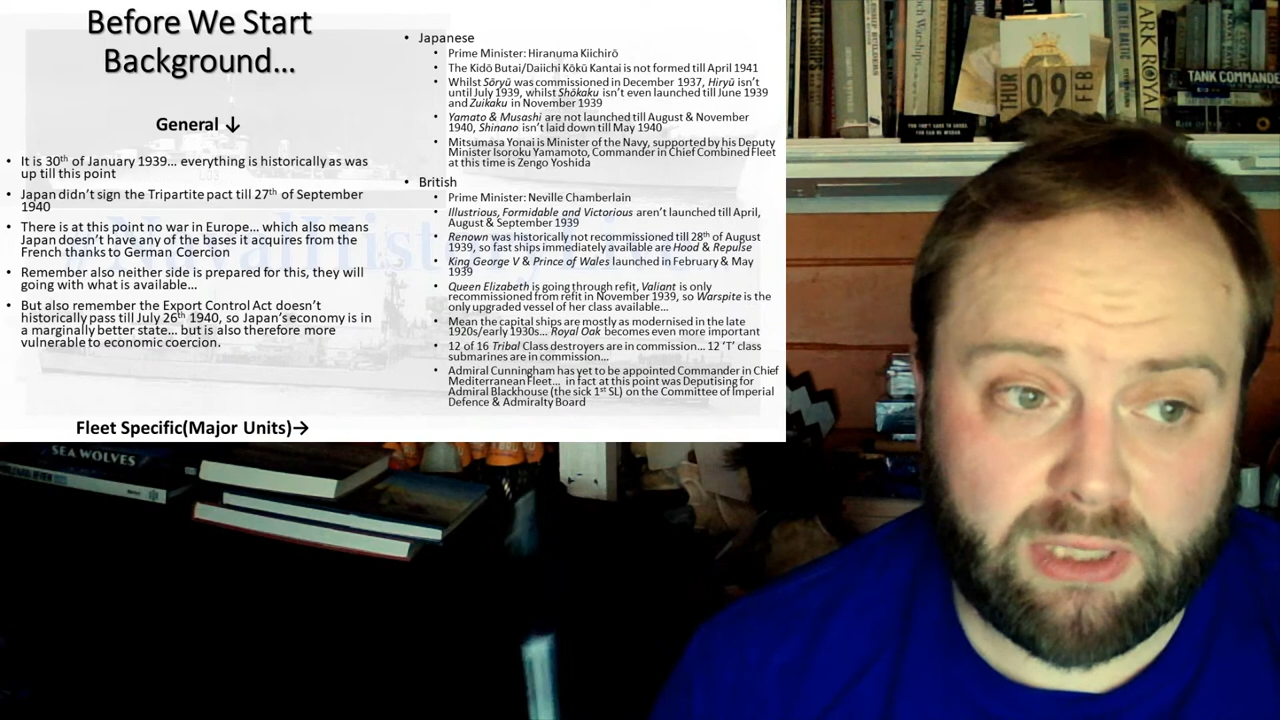 Before We Start
Background...
General ↓
• It is 30th of January 1939... everything is historically as was
up till this point
• Japan didn't sign the Tripartite pact till 27th of September
1940
• There is at this point no war in Europe... which also means
Japan doesn't have any of the bases it acquires from the
French thanks to German Coercion
• Remember also neither side is prepared for this, they will
going with what is available...
• But also remember the Export Control Act doesn't
historically pass till July 26th 1940, so Japan's economy is in
a marginally better state... but is also therefore more
vulnerable to economic coercion.
Fleet Specific(Major Units)→
• Japanese
• Prime Minister: Hiranuma Kiichirō
• The Kidō Butai/Daiichi Kōkū Kantai is not formed till April 1941
• Whilst Sōryū was commissioned in December 1937, Hiryū isn't
until July 1939, whilst Shōkaku isn't even launched till June 1939
and Zuikaku in November 1939
• Yamato & Musashi are not launched till August & November
1940, Shinano isn't laid down till May 1940
• Mitsumasa Yonai is Minister of the Navy, supported by his Deputy
Minister Isoroku Yamamoto, Commander in Chief Combined Fleet
at this time is Zengo Yoshida
• British
• Prime Minister: Neville Chamberlain
• Illustrious, Formidable and Victorious aren't launched till April,
August & September 1939
• Renown was historically not recommissioned till 28th of August
1939, so fast ships immediately available are Hood & Repulse
• King George V & Prince of Wales launched in February & May
1939
• Queen Elizabeth is going through refit, Valiant is only
recommissioned from refit in November 1939, so Warspite is the
only upgraded vessel of her class available...
• Mean the capital ships are mostly as modernised in the late
1920s/early 1930s... Royal Oak becomes even more important
• 12 of 16 Tribal Class destroyers are in commission... 12 'T' class
submarines are in commission...
• Admiral Cunningham has yet to be appointed Commander in Chief
Mediterranean Fleet... in fact at this point was Deputising for
Admiral Blackhouse (the sick 1st SL) on the Committee of Imperial
Defence & Admiralty Board
THUR
09
FEB
IN THE BALTIC
ARK ROYAL
TANK COMMANDE
SEA WOLVES